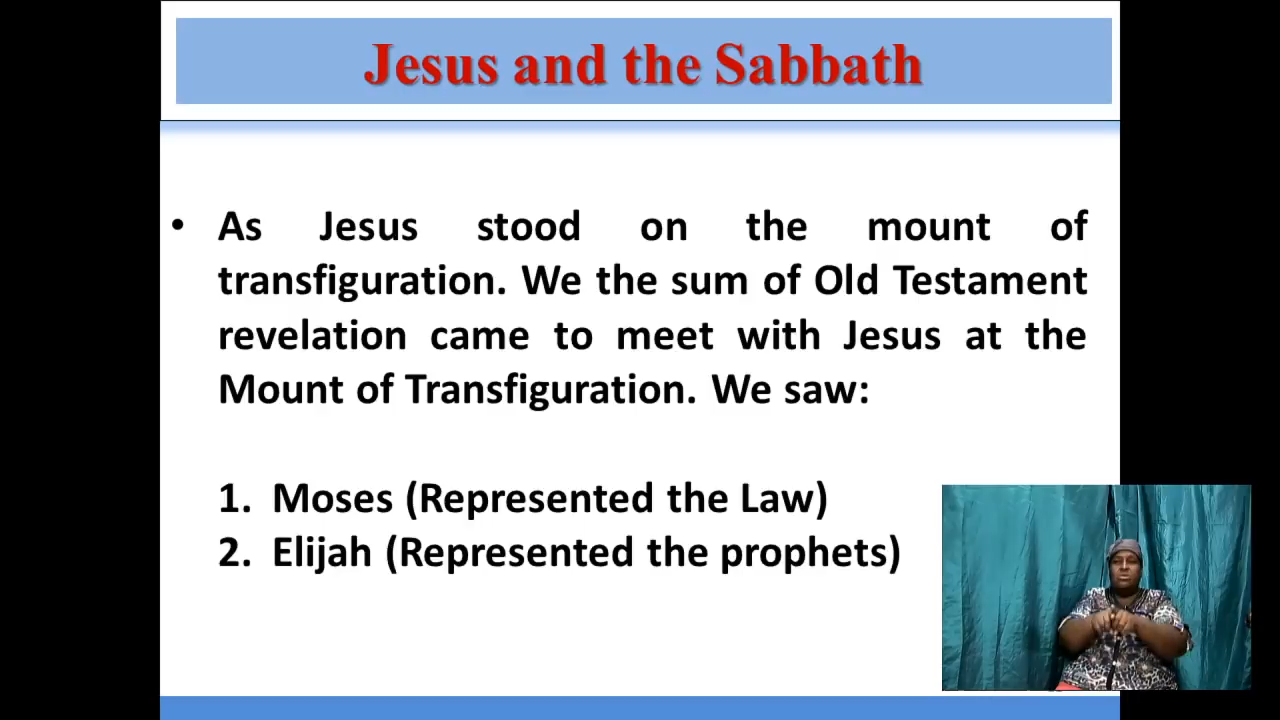 Jesus and the Sabbath
• As Jesus stood on the mount of
transfiguration. We the sum of Old Testament
revelation came to meet with Jesus at the
Mount of Transfiguration. We saw:
1. Moses (Represented the Law)
2. Elijah (Represented the prophets)